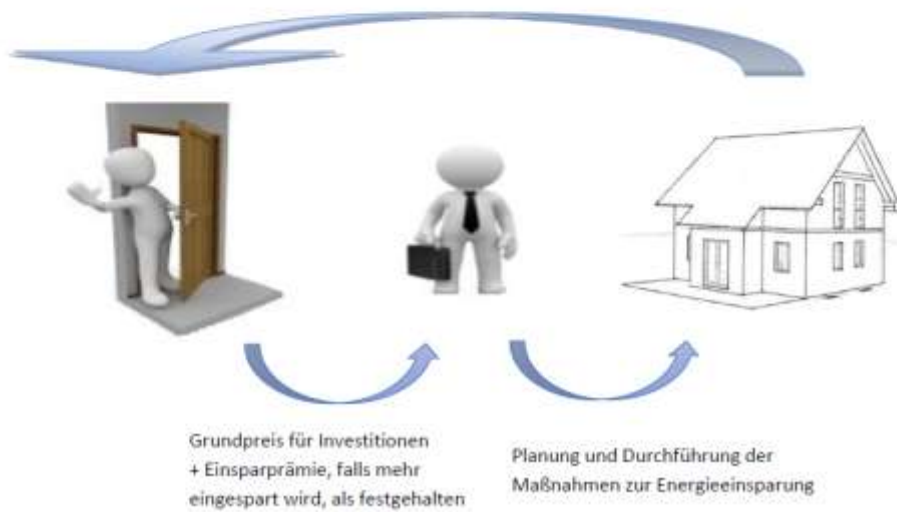 Grundpreis für Investitionen
+ Einsparprämie, falls mehr
eingespart wird, als festgehalten
Planung und Durchführung der
Maßnahmen zur Energieeinsparung